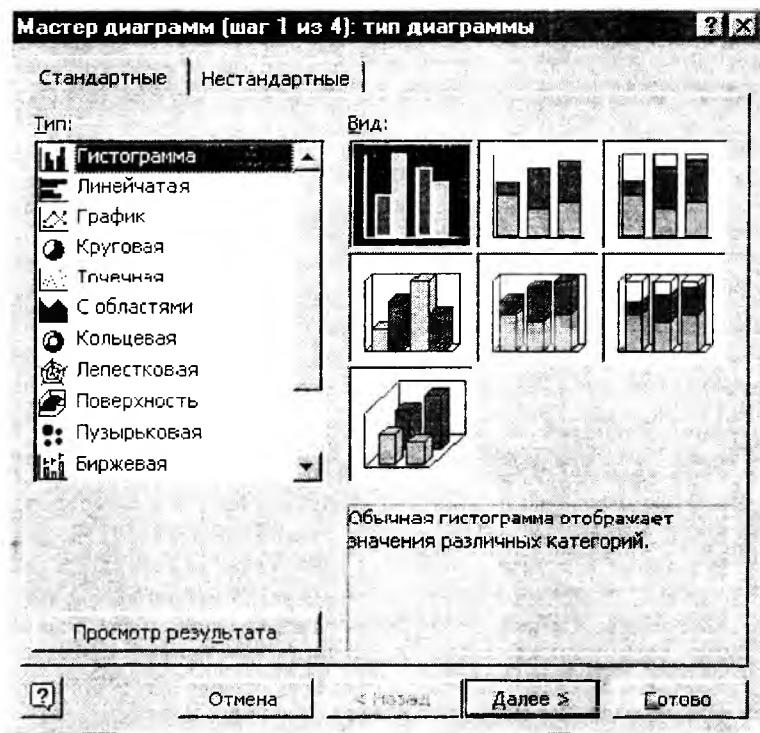 Мастер диаграмм (шаг 1 из 4): тип диаграммы
Стандартные
Нестандартные
Тип:
Вид:
Гистограмма
Линейчатая
График
Круговая
Точечная
С областями
Кольцевая
Лепестковая
Поверхность
Пузырьковая
Биржевая
Обычная гистограмма отображает
значения различных категорий.
Просмотр результата
Отмена
< Назад
Далее >
Готово